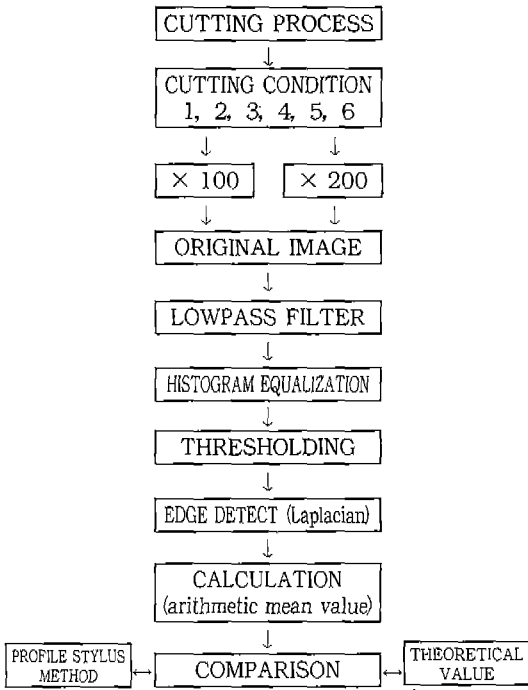 CUTTING PROCESS
↓
CUTTING CONDITION
1, 2, 3, 4, 5, 6
↓ ↓
× 100 × 200
↓ ↓
ORIGINAL IMAGE
↓
LOWPASS FILTER
↓
HISTOGRAM EQUALIZATION
↓
THRESHOLDING
↓
EDGE DETECT (Laplacian)
↓
CALCULATION
(arithmetic mean value)
↓
PROFILE STYLUS
METHOD
↔
COMPARISON
↔
THEORETICAL
VALUE